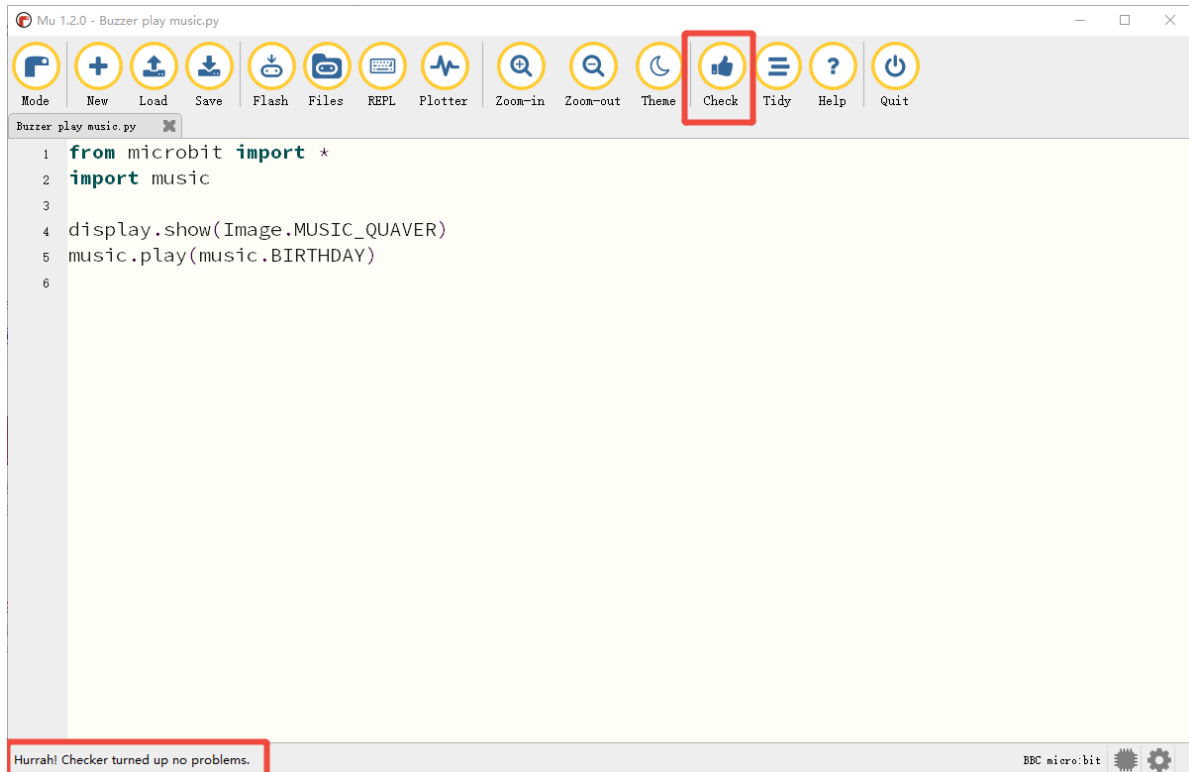 Mu 1.2.0 - Buzzer play music.py
Mode New Load Save Flash Files REPL Plotter Zoom-in Zoom-out Theme Check Tidy Help Quit
Buzzer play music.py
1 from microbit import *
2 import music
3
4 display.show(Image.MUSIC_QUAVER)
5 music.play(music.BIRTHDAY)
6
Hurrah! Checker turned up no problems. BBC micro:bit